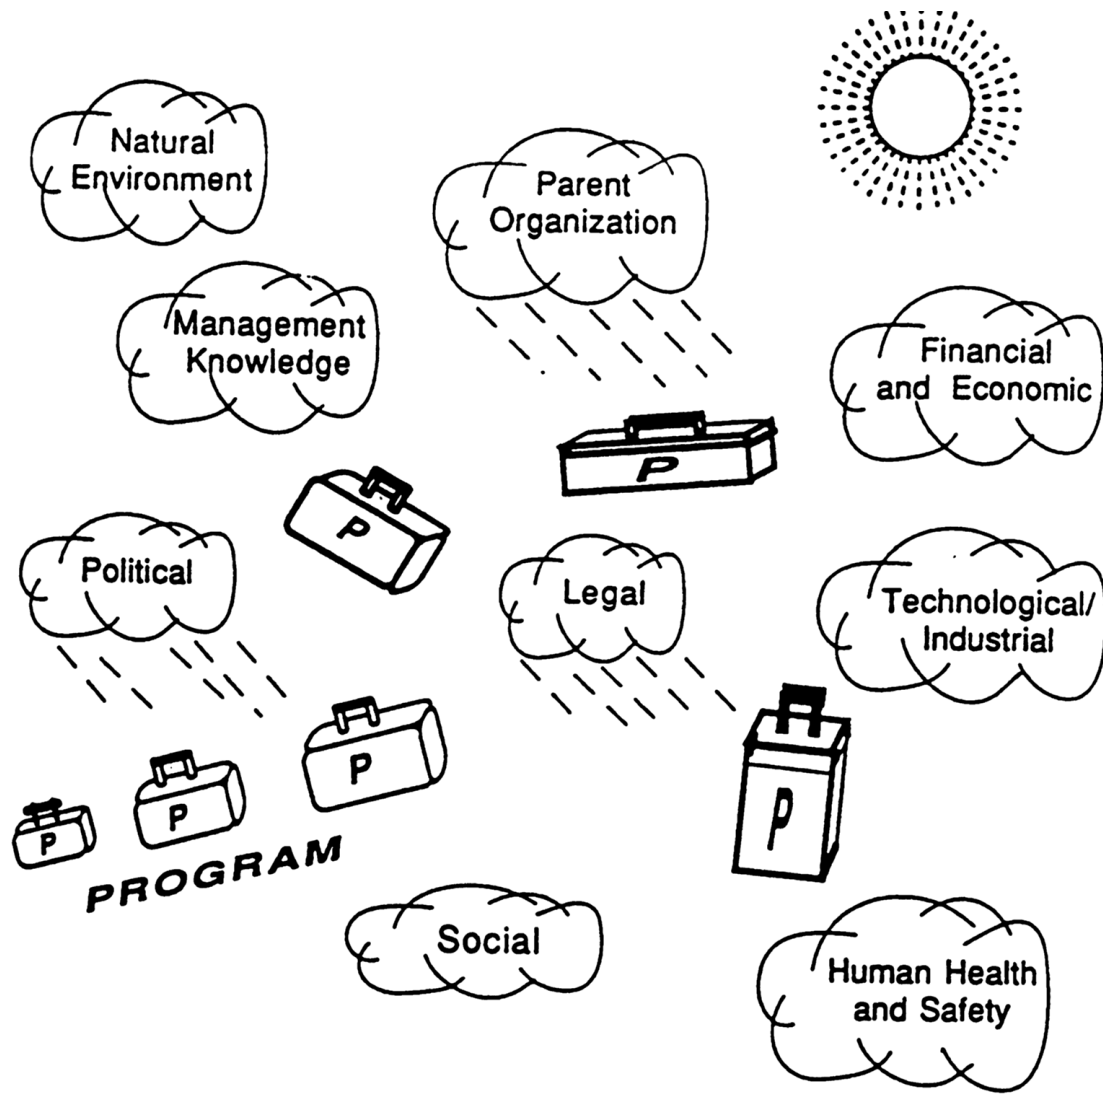 Natural
Environment
Parent
Organization
Management
Knowledge
Financial
and Economic
P
P
Political
Legal
Technological/
Industrial
P
P
P
P
PROGRAM
Social
Human Health
and Safety